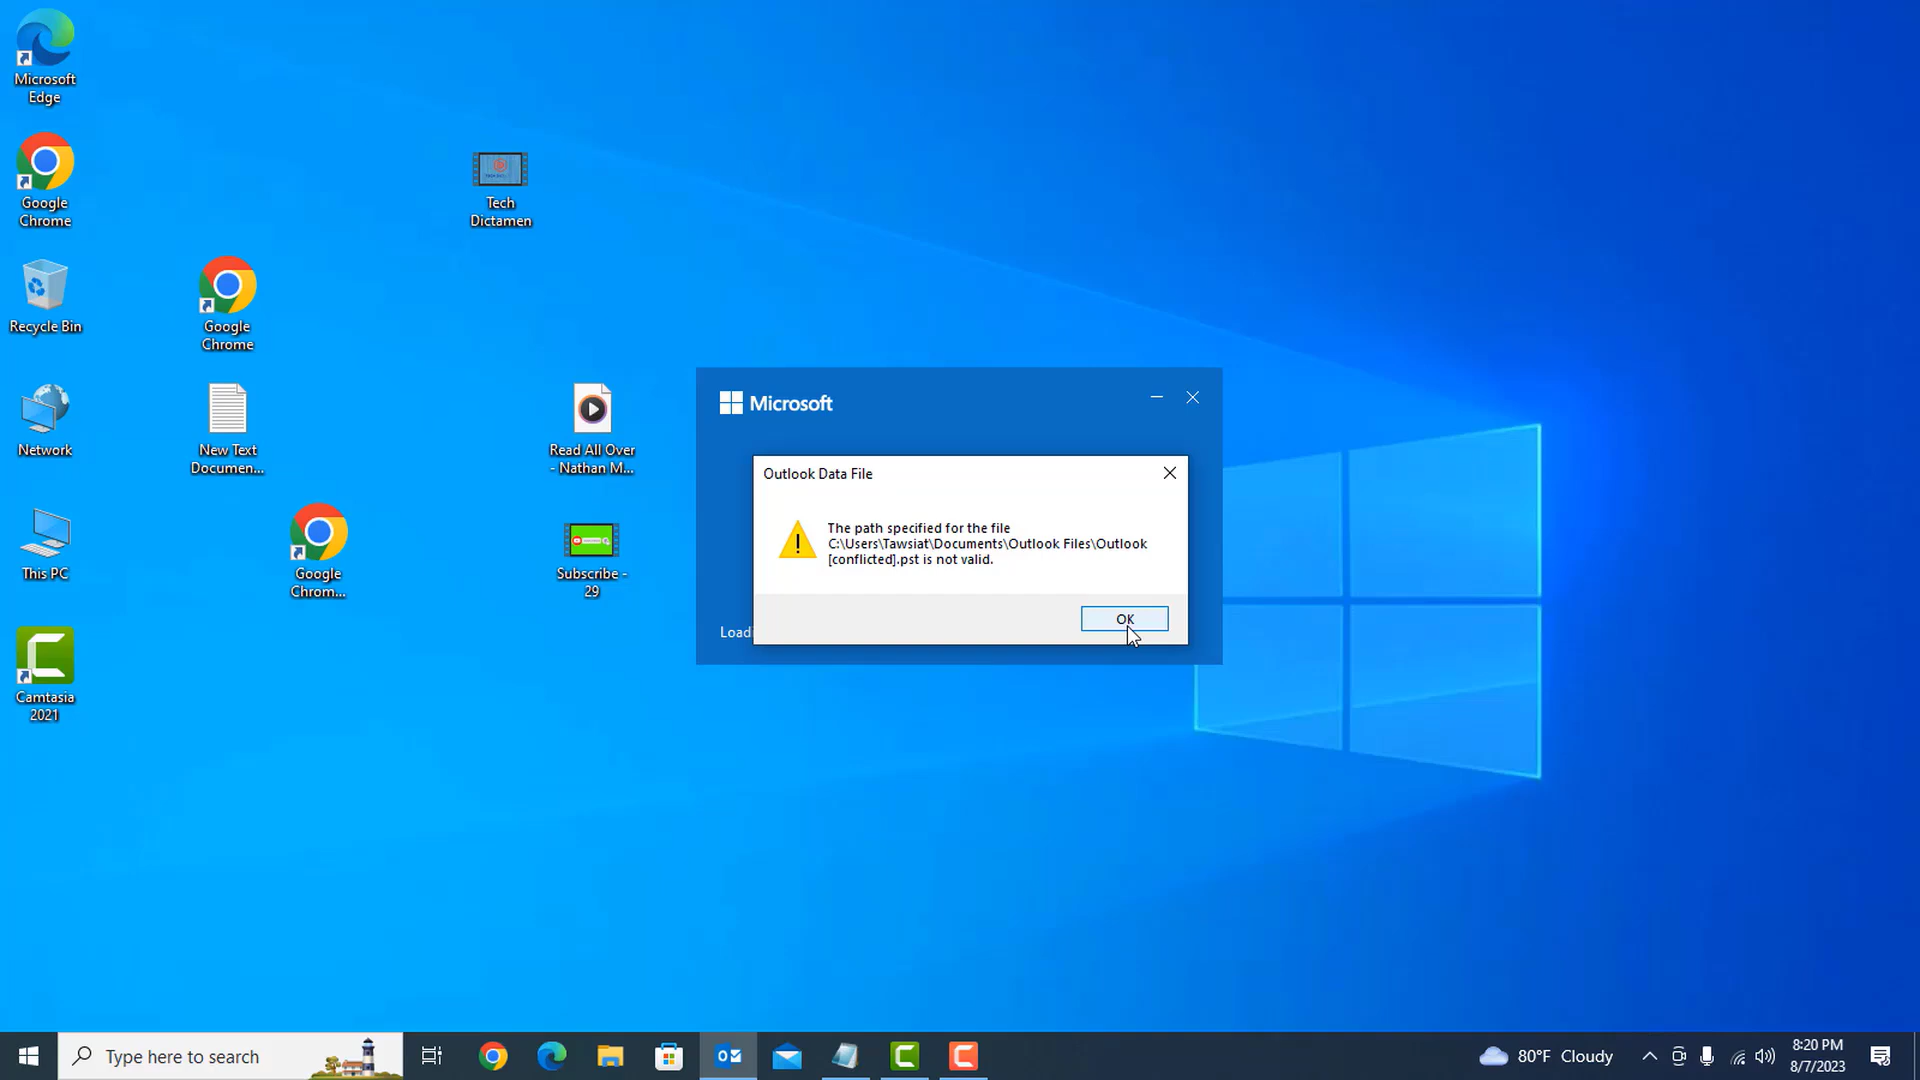 Microsoft
Edge
Google
Chrome
Tech
Dictamen
Recycle Bin
Google
Chrome
Network
New Text
Documen...
Read All Over
- Nathan M...
This PC
Google
Chrom...
Subscribe -
29
Camtasia
2021
Microsoft
Outlook Data File
The path specified for the file
C:\Users\Tawsiat\Documents\Outlook Files\Outlook
[conflicted].pst is not valid.
OK
Loadi
Type here to search
80°F Cloudy
8:20 PM
8/7/2023